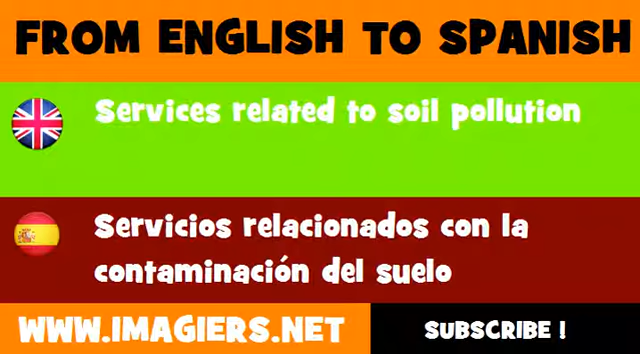 FROM ENGLISH TO SPANISH
Services related to soil pollution
Servicios relacionados con la
contaminación del suelo
WWW.IMAGIERS.NET
SUBSCRIBE !